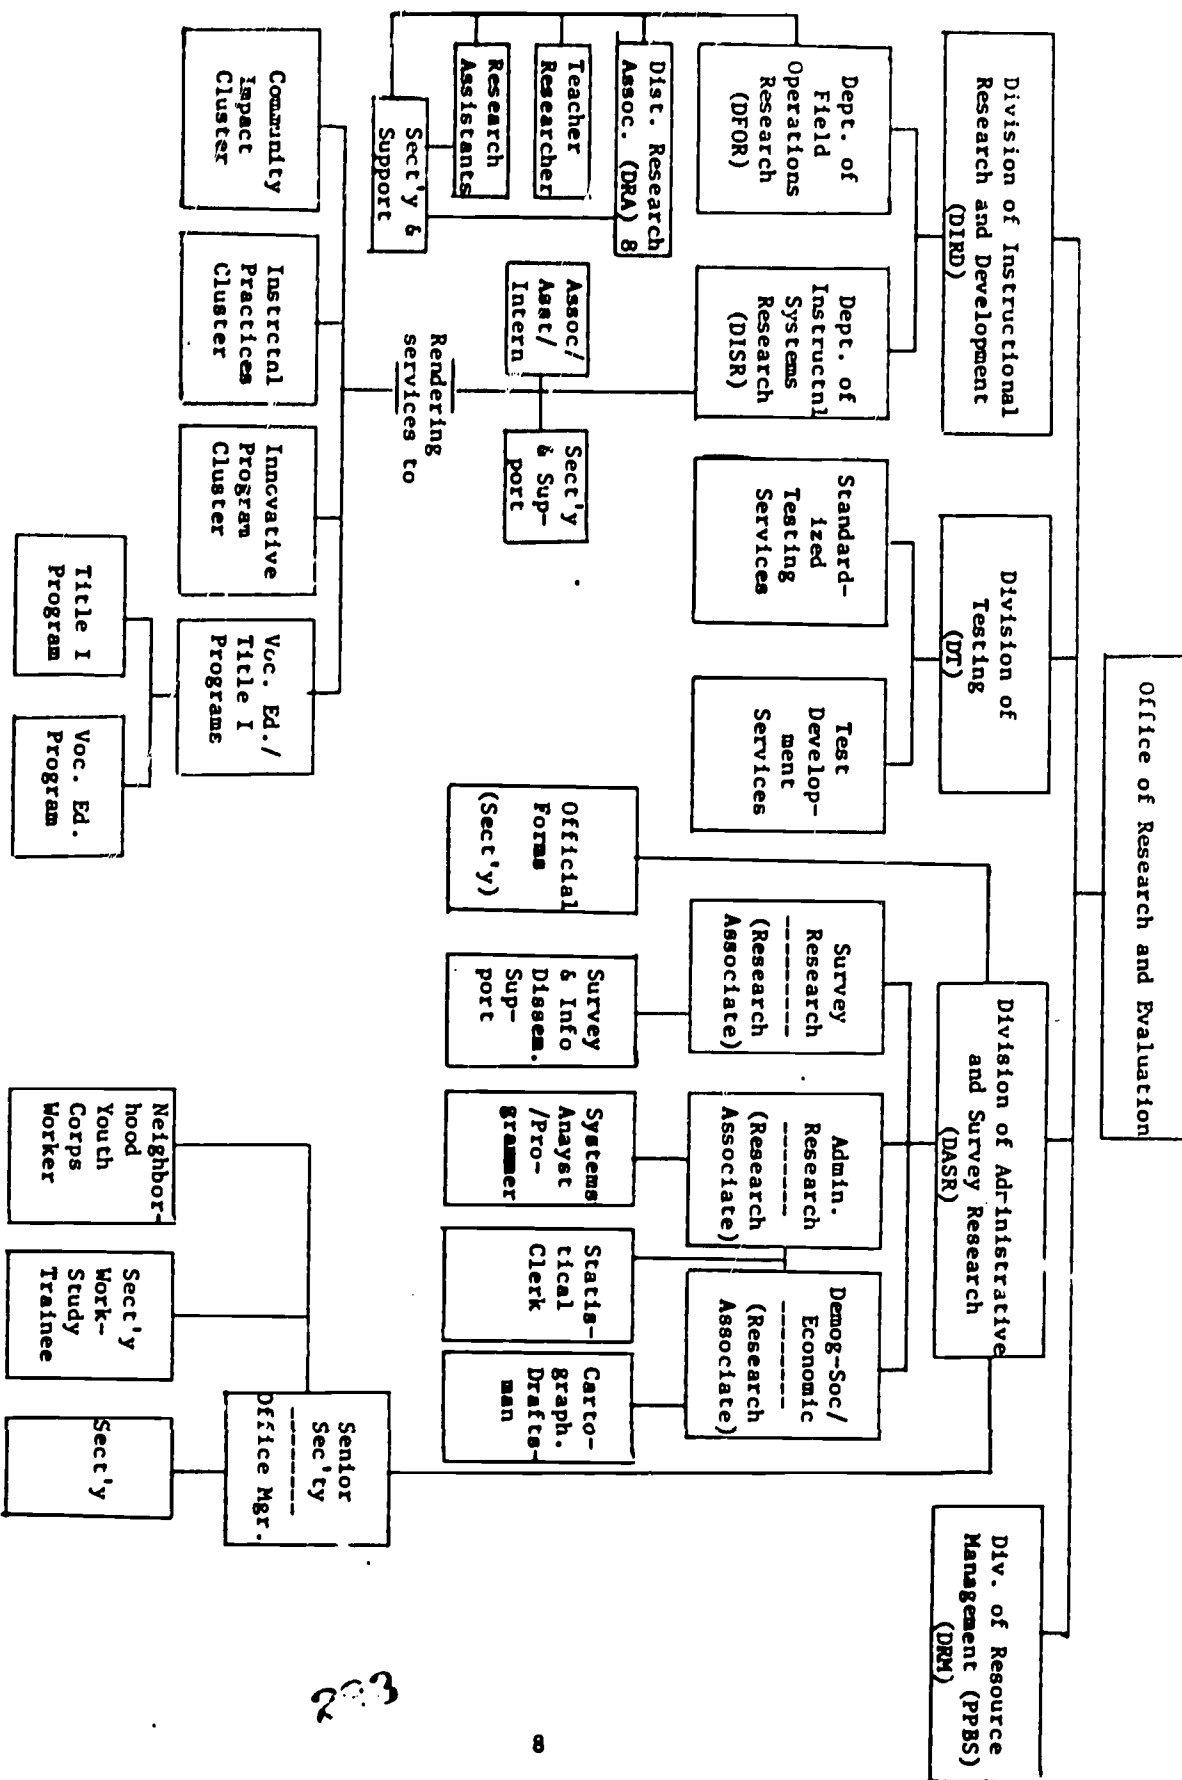 Office of Research and Evaluation
Division of Instructional
Research and Development
(DIRD)
Division of
Testing
(DT)
Division of Administrative
and Survey Research
(DASR)
Div. of Resource
Management (PPBS)
(DRM)
Dept. of
Field
Operations
Research
(DFOR)
Dept. of
Instructnl
Systems
Research
(DISR)
Standard-
ized
Testing
Services
Test
Develop-
ment
Services
Survey
Research
---------
(Research
Associate)
Admin.
Research
-------
(Research
Associate)
Demog-Soc/
Economic
-------
(Research
Associate)
Dist. Research
Assoc. (DRA) 8
Teacher
Researcher
Research
Assistants
Sect'y &
Support
Assoc/
Asst/
Intern
Sect'y
& Sup-
port
Official
Forms
(Sect'y)
Survey
& Info
Dissem.
Sup-
port
Systems
Anayst
/Pro-
grammer
Statis-
tical
Clerk
Carto-
graph.
Drafts-
man
Rendering
services to
Community
Impact
Cluster
Instrctnl
Practices
Cluster
Innovative
Program
Cluster
Voc. Ed./
Title I
Programs
Senior
Sec'ty
-------
Office Mgr.
Title I
Program
Voc. Ed.
Program
Neighbor-
hood
Youth
Corps
Worker
Sect'y
Work-
Study
Trainee
Sect'y
293
8